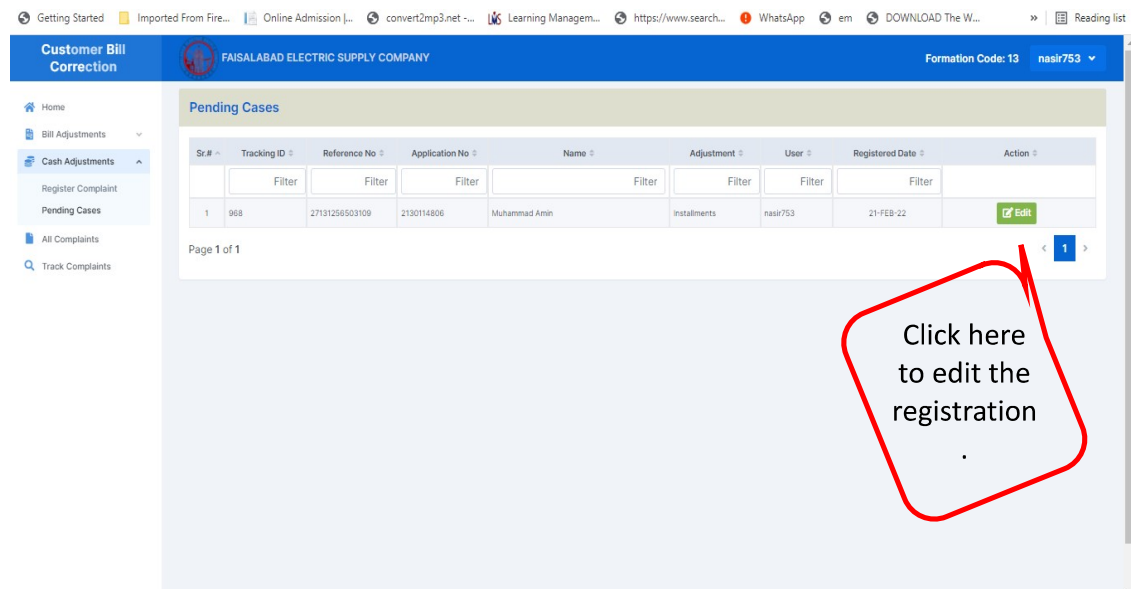 Getting Started Imported From Fire... Online Admission |... convert2mp3.net -... Learning Managem... https://www.search... WhatsApp em DOWNLOAD The W... » Reading list
Customer Bill
Correction
FAISALABAD ELECTRIC SUPPLY COMPANY
Formation Code: 13 nasir753
Home
Bill Adjustments
Cash Adjustments
Register Complaint
Pending Cases
All Complaints
Track Complaints
Pending Cases
Sr.# Tracking ID Reference No Application No Name Adjustment User Registered Date Action
Filter Filter Filter Filter Filter Filter Filter
1 968 27131256503109 2130114806 Muhammad Amin Installments nasir753 21-FEB-22 Edit
Page 1 of 1
‹ 1 ›
Click here
to edit the
registration
.